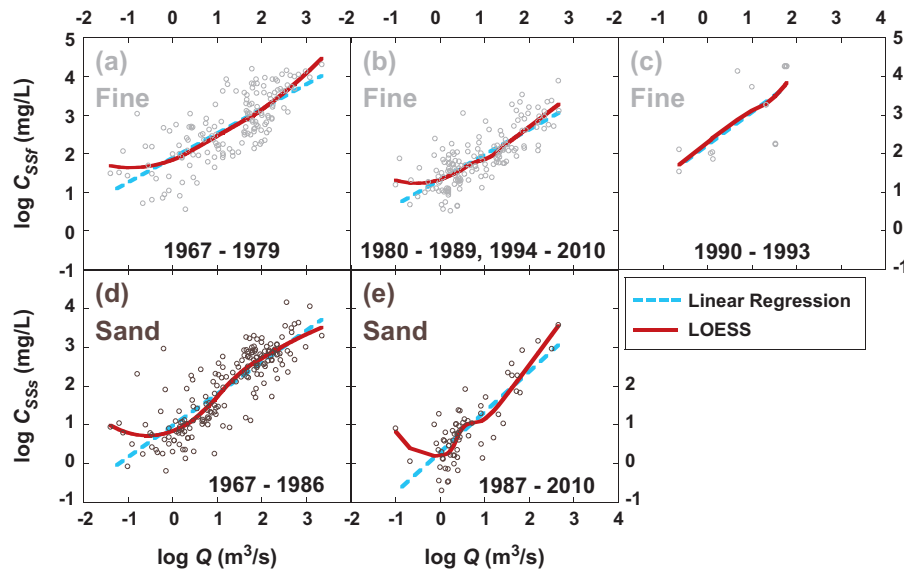 -2 -1 0 1 2 3 -2 -1 0 1 2 3 -2 -1 0 1 2 3 4
5 5
4 4
3 3
2 2
1 1
0 0
-1 -1
log CSSf (mg/L)
(a)
Fine
1967 - 1979
(b)
Fine
1980 - 1989, 1994 - 2010
(c)
Fine
1990 - 1993
(d)
Sand
1967 - 1986
(e)
Sand
1987 - 2010
Linear Regression
LOESS
log CSSs (mg/L)
4
3
2 2
1 1
0 0
-1 -1
-2 -1 0 1 2 3 -2 -1 0 1 2 3 4
log Q (m³/s) log Q (m³/s)